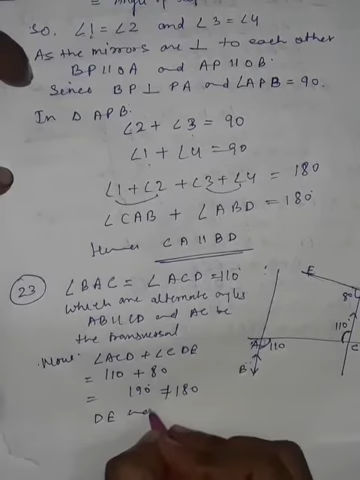 So. ∠1 = ∠2 and ∠3 = ∠4
As the mirrors are ⊥ to each other
BP || OA and AP || OB.
Since BP ⊥ PA and ∠APB = 90.
In Δ APB.
∠2 + ∠3 = 90
∠1 + ∠4 = 90
∠1 + ∠2 + ∠3 + ∠4 = 180
∠CAB + ∠ABD = 180
Hence CA || BD
23 ∠BAC = ∠ACD = 110°
which are alternate angles
AB || CD and AC be
the transversal
Now ∠ACD + ∠CDE
= 110 + 80
= 190 ≠ 180
DE
E
80
110
A 110
C
B